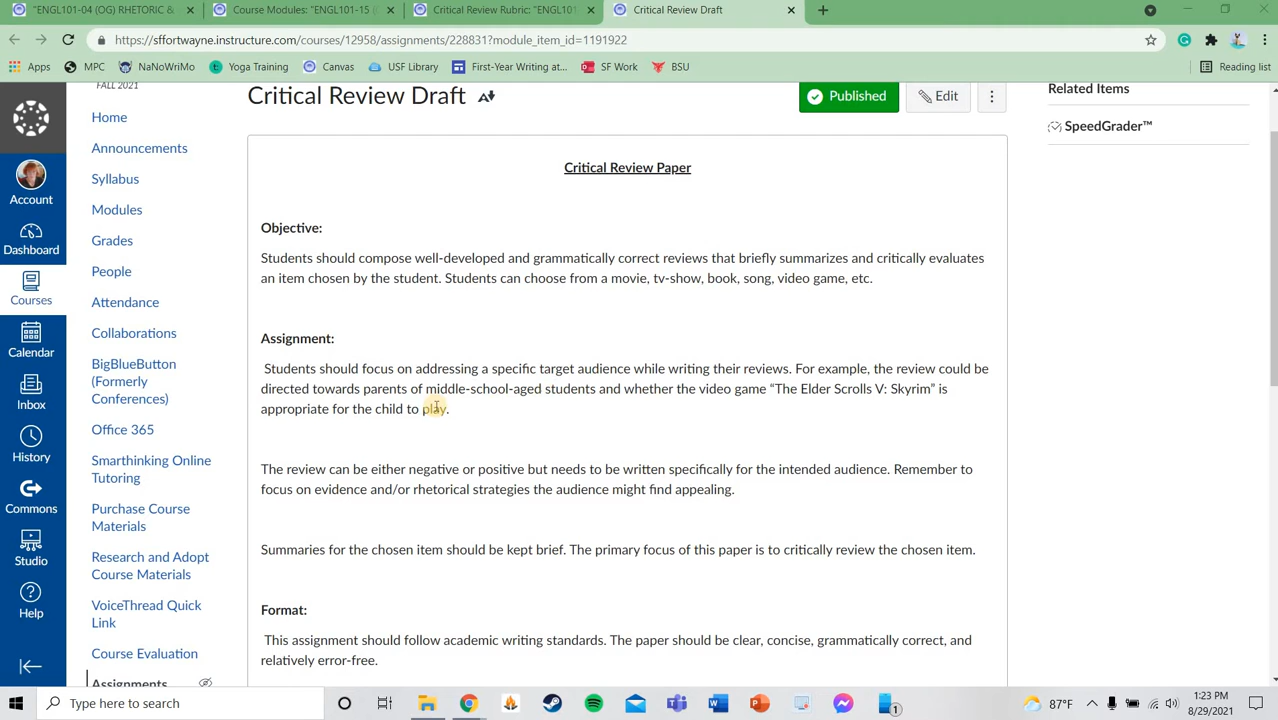 "ENGL101-04 (OG) RHETORIC &
Course Modules: "ENGL101-15 (
Critical Review Rubric: "ENGL101
Critical Review Draft
https://sffortwayne.instructure.com/courses/12958/assignments/228831?module_item_id=1191922
Apps
MPC
NaNoWriMo
Yoga Training
Canvas
USF Library
First-Year Writing at...
SF Work
BSU
Reading list
FALL 2021
Home
Announcements
Syllabus
Modules
Grades
People
Attendance
Collaborations
BigBlueButton
(Formerly
Conferences)
Office 365
Smarthinking Online
Tutoring
Purchase Course
Materials
Research and Adopt
Course Materials
VoiceThread Quick
Link
Course Evaluation
Assignments
Account
Dashboard
Courses
Calendar
Inbox
History
Commons
Studio
Help
Critical Review Draft
Published
Edit
Related Items
SpeedGrader™
Critical Review Paper
Objective:
Students should compose well-developed and grammatically correct reviews that briefly summarizes and critically evaluates
an item chosen by the student. Students can choose from a movie, tv-show, book, song, video game, etc.
Assignment:
Students should focus on addressing a specific target audience while writing their reviews. For example, the review could be
directed towards parents of middle-school-aged students and whether the video game “The Elder Scrolls V: Skyrim” is
appropriate for the child to play.
The review can be either negative or positive but needs to be written specifically for the intended audience. Remember to
focus on evidence and/or rhetorical strategies the audience might find appealing.
Summaries for the chosen item should be kept brief. The primary focus of this paper is to critically review the chosen item.
Format:
This assignment should follow academic writing standards. The paper should be clear, concise, grammatically correct, and
relatively error-free.
Type here to search
1
87°F
1:23 PM
8/29/2021